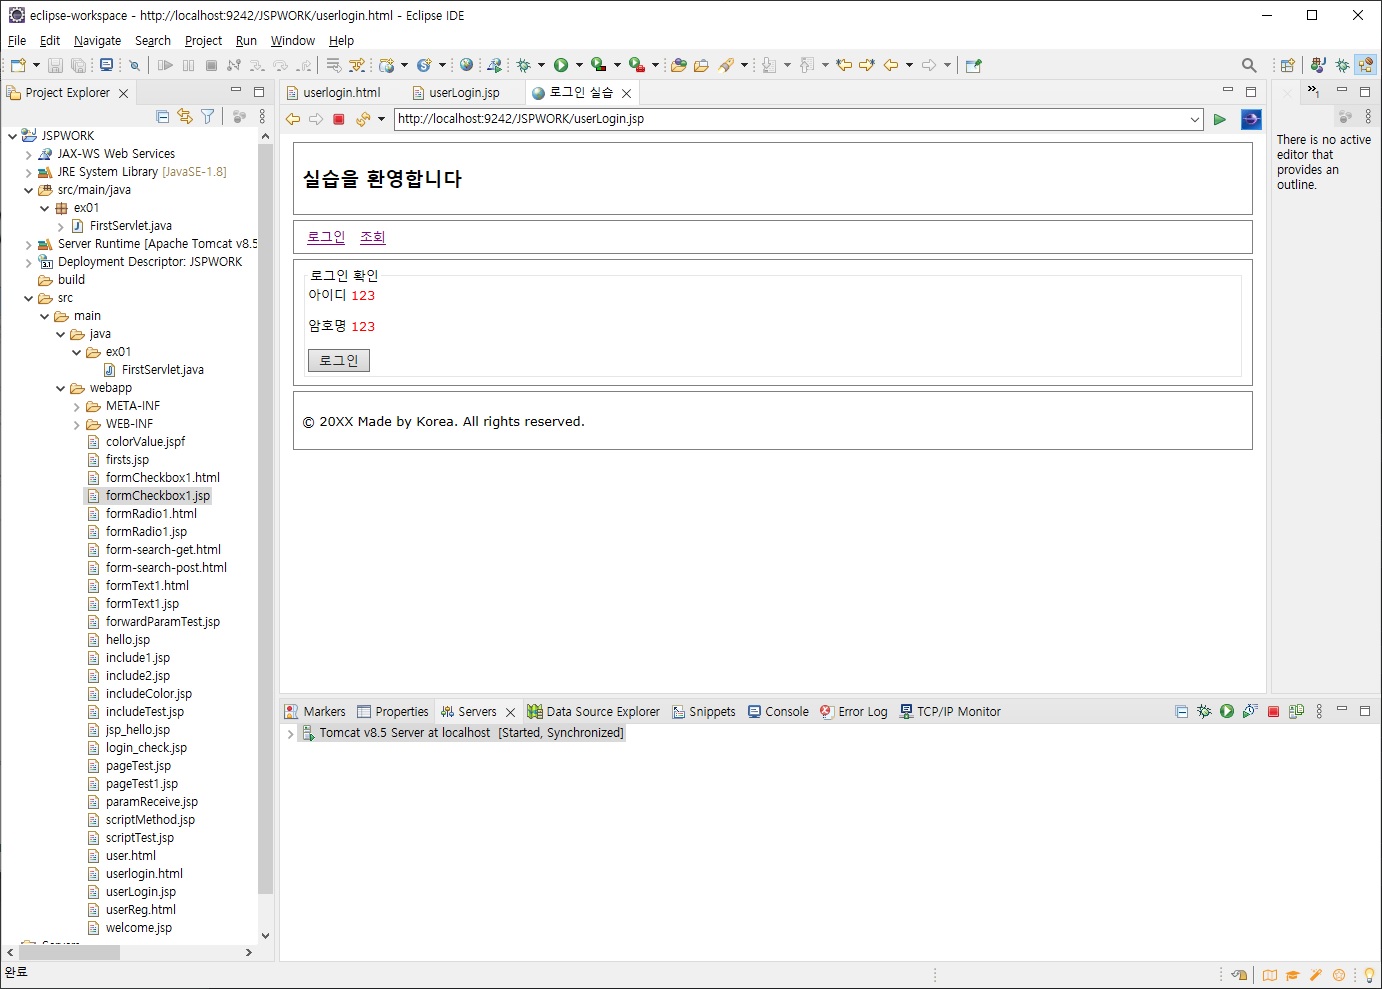 eclipse-workspace - http://localhost:9242/JSPWORK/userlogin.html - Eclipse IDE
File Edit Navigate Search Project Run Window Help
Project Explorer
JSPWORK
JAX-WS Web Services
JRE System Library [JavaSE-1.8]
src/main/java
ex01
FirstServlet.java
Server Runtime [Apache Tomcat v8.5
Deployment Descriptor: JSPWORK
build
src
main
java
ex01
FirstServlet.java
webapp
META-INF
WEB-INF
colorValue.jspf
firsts.jsp
formCheckbox1.html
formCheckbox1.jsp
formRadio1.html
formRadio1.jsp
form-search-get.html
form-search-post.html
formText1.html
formText1.jsp
forwardParamTest.jsp
hello.jsp
include1.jsp
include2.jsp
includeColor.jsp
includeTest.jsp
jsp_hello.jsp
login_check.jsp
pageTest.jsp
pageTest1.jsp
paramReceive.jsp
scriptMethod.jsp
scriptTest.jsp
user.html
userlogin.html
userLogin.jsp
userReg.html
welcome.jsp
userlogin.html userLogin.jsp 로그인 실습
http://localhost:9242/JSPWORK/userLogin.jsp
실습을 환영합니다
로그인 조회
로그인 확인
아이디 123
암호명 123
로그인
© 20XX Made by Korea. All rights reserved.
1
There is no active
editor that
provides an
outline.
Markers Properties Servers Data Source Explorer Snippets Console Error Log TCP/IP Monitor
Tomcat v8.5 Server at localhost [Started, Synchronized]
완료